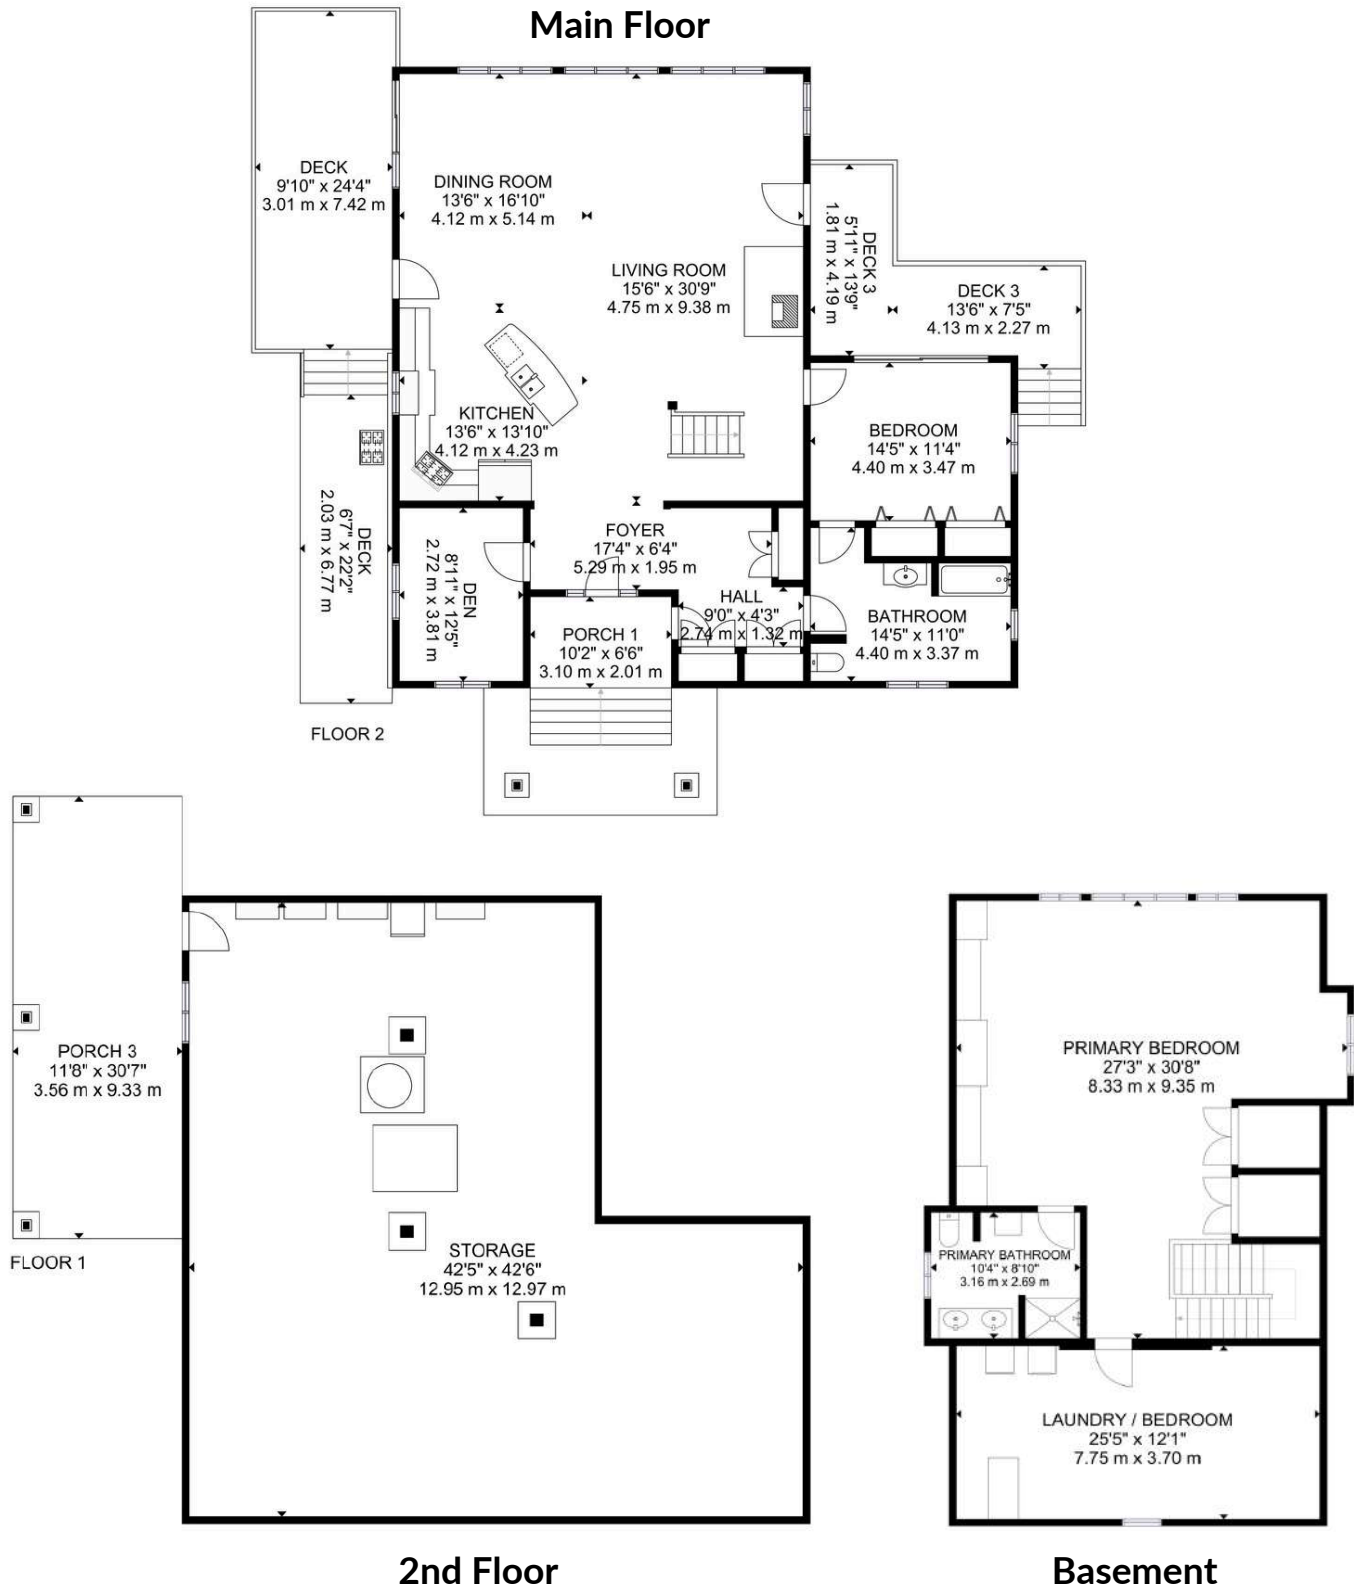 Main Floor
DECK
9'10" x 24'4"
3.01 m x 7.42 m
DINING ROOM
13'6" x 16'10"
4.12 m x 5.14 m
LIVING ROOM
15'6" x 30'9"
4.75 m x 9.38 m
DECK 3
5'11" x 13'9"
1.81 m x 4.19 m
DECK 3
13'6" x 7'5"
4.13 m x 2.27 m
KITCHEN
13'6" x 13'10"
4.12 m x 4.23 m
BEDROOM
14'5" x 11'4"
4.40 m x 3.47 m
DECK
6'7" x 22'2"
2.03 m x 6.77 m
DEN
8'11" x 12'5"
2.72 m x 3.81 m
FOYER
17'4" x 6'4"
5.29 m x 1.95 m
HALL
9'0" x 4'3"
2.74 m x 1.32 m
PORCH 1
10'2" x 6'6"
3.10 m x 2.01 m
BATHROOM
14'5" x 11'0"
4.40 m x 3.37 m
FLOOR 2
PORCH 3
11'8" x 30'7"
3.56 m x 9.33 m
FLOOR 1
STORAGE
42'5" x 42'6"
12.95 m x 12.97 m
PRIMARY BEDROOM
27'3" x 30'8"
8.33 m x 9.35 m
PRIMARY BATHROOM
10'4" x 8'10"
3.16 m x 2.69 m
LAUNDRY / BEDROOM
25'5" x 12'1"
7.75 m x 3.70 m
2nd Floor
Basement